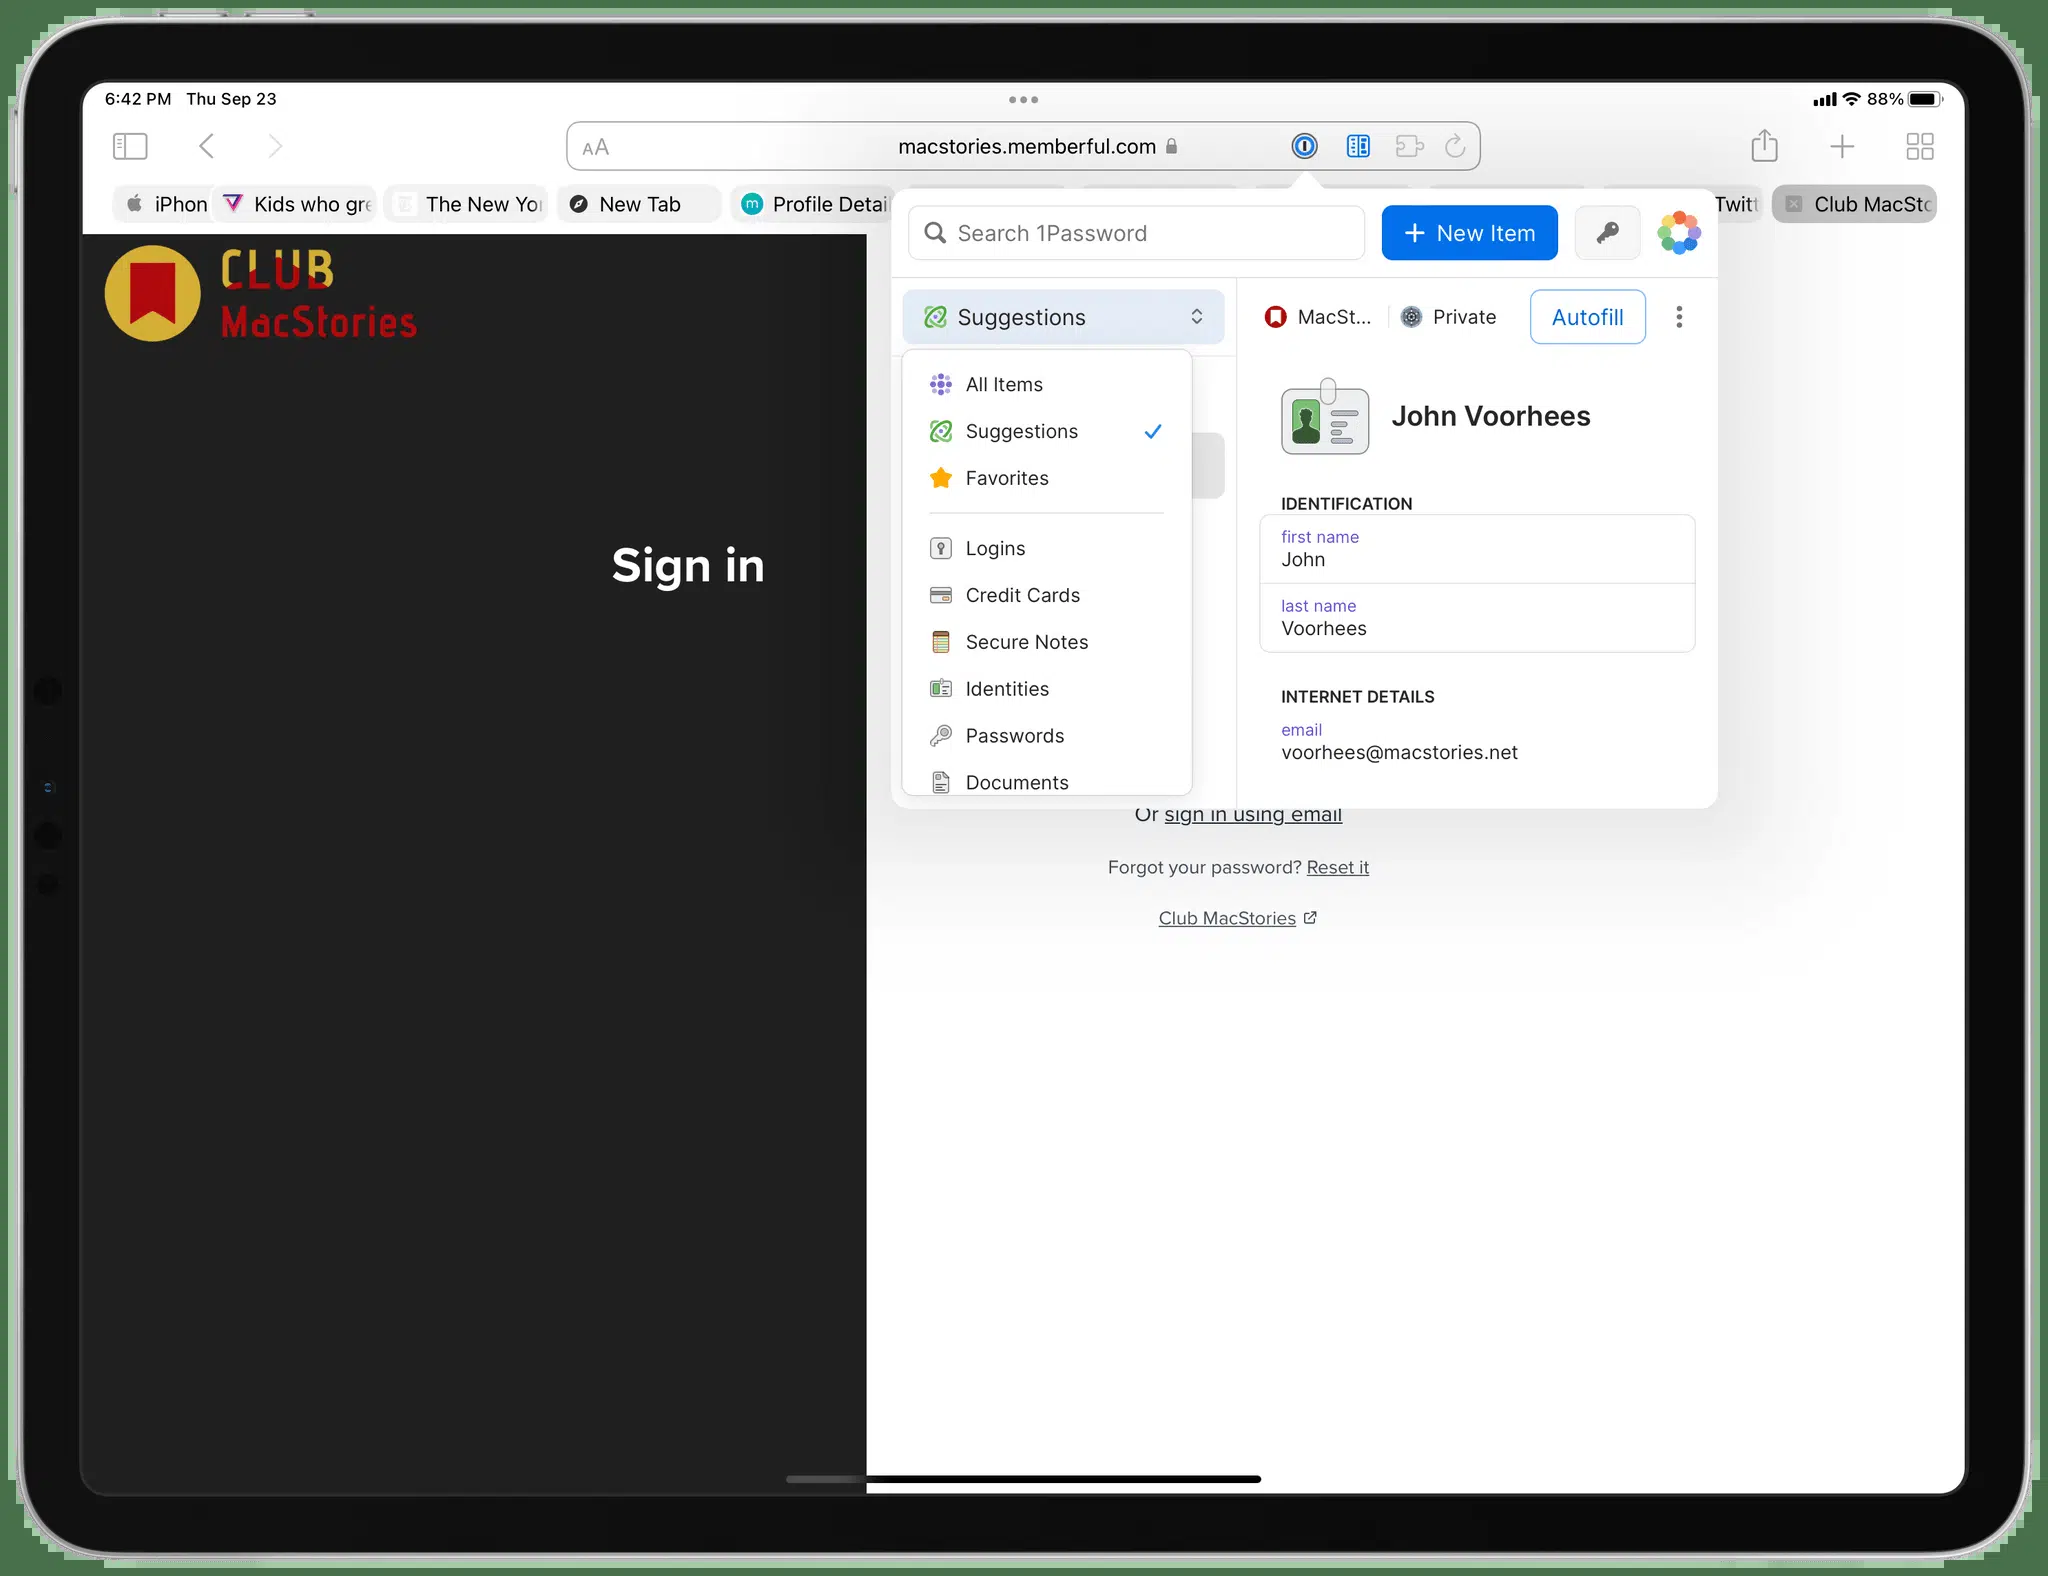 6:42 PM Thu Sep 23
88%
AA
macstories.memberful.com
iPhon
Kids who gre
The New Yor
New Tab
Profile Detai
Twitt
Club MacSto
Search 1Password
New Item
CLUB
MacStories
Suggestions
MacSt...
Private
Autofill
All Items
Suggestions
Favorites
Logins
Credit Cards
Secure Notes
Identities
Passwords
Documents
John Voorhees
IDENTIFICATION
first name
John
last name
Voorhees
INTERNET DETAILS
email
voorhees@macstories.net
Sign in
Or sign in using email
Forgot your password? Reset it
Club MacStories